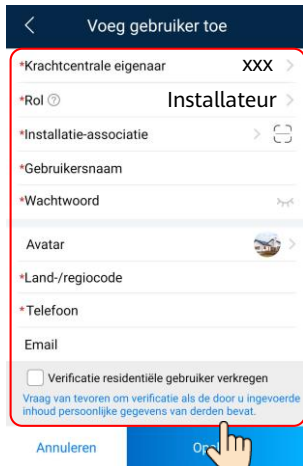 Voeg gebruiker toe
*Krachtcentrale eigenaar xxx
*Rol
Installateur
*Installatie-associatie
*Gebruikersnaam
*Wachtwoord
Avatar
*Land-/regiocode
*Telefoon
Email
Verificatie residentiële gebruiker verkregen
Vraag van tevoren om verificatie als de door u ingevoerde
inhoud persoonlijke gegevens van derden bevat.
Annuleren